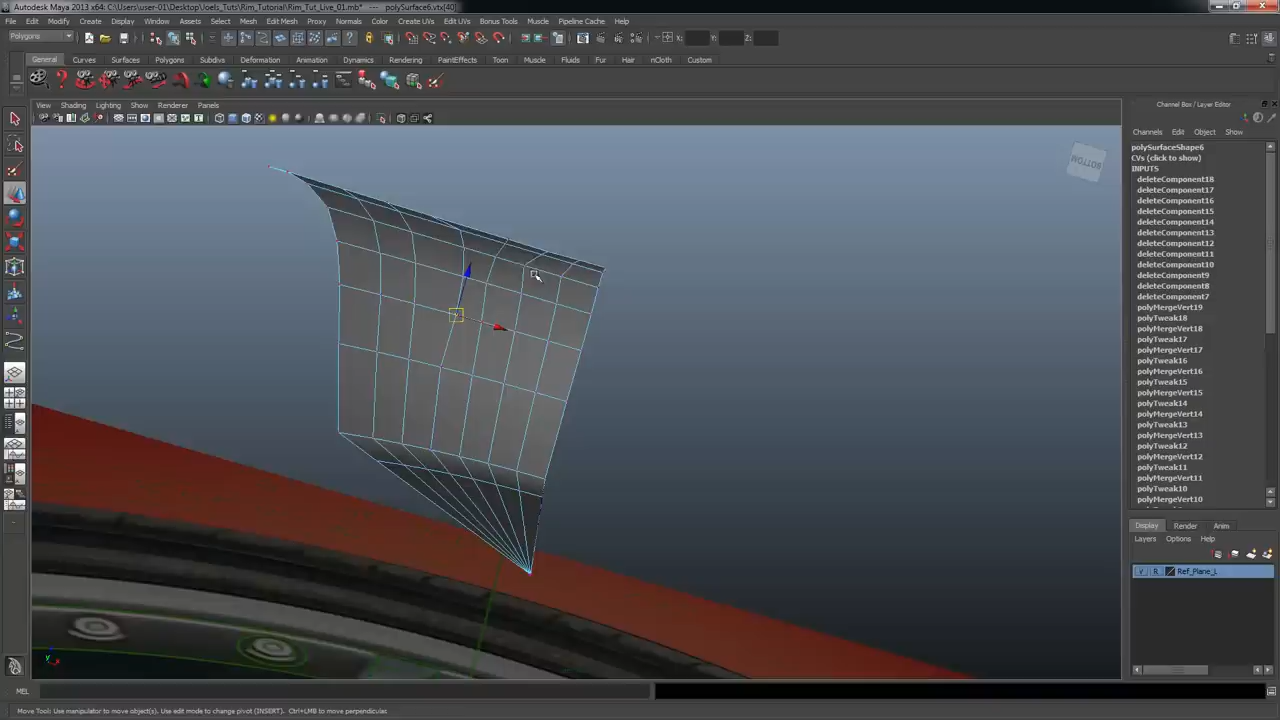 Autodesk Maya 2013 x64: C:\Users\user-01\Desktop\Joels_Tuts\Rim_Tutorial\Rim_Tut_Live_01.mb* --- polySurface6.vtx[40]
File Edit Modify Create Display Window Assets Select Mesh Edit Mesh Proxy Normals Color Create UVs Edit UVs Bonus Tools Muscle Pipeline Cache Help
Polygons X: Y: Z:
General Curves Surfaces Polygons Subdivs Deformation Animation Dynamics Rendering PaintEffects Toon Muscle Fluids Fur Hair nCloth Custom
View Shading Lighting Show Renderer Panels
Channel Box / Layer Editor
Channels Edit Object Show
polySurfaceShape6
CVs (click to show)
INPUTS
deleteComponent18
deleteComponent17
deleteComponent16
deleteComponent15
deleteComponent14
deleteComponent13
deleteComponent12
deleteComponent11
deleteComponent10
deleteComponent9
deleteComponent8
deleteComponent7
polyMergeVert19
polyTweak18
polyMergeVert18
polyTweak17
polyMergeVert17
polyTweak16
polyMergeVert16
polyTweak15
polyMergeVert15
polyTweak14
polyMergeVert14
polyTweak13
polyMergeVert13
polyTweak12
polyMergeVert12
polyTweak11
polyMergeVert11
polyTweak10
polyMergeVert10
BOTTOM
Display Render Anim
Layers Options Help
V R Ref_Plane_L
MEL
Move Tool: Use manipulator to move object(s). Use edit mode to change pivot (INSERT). Ctrl+LMB to move perpendicular.